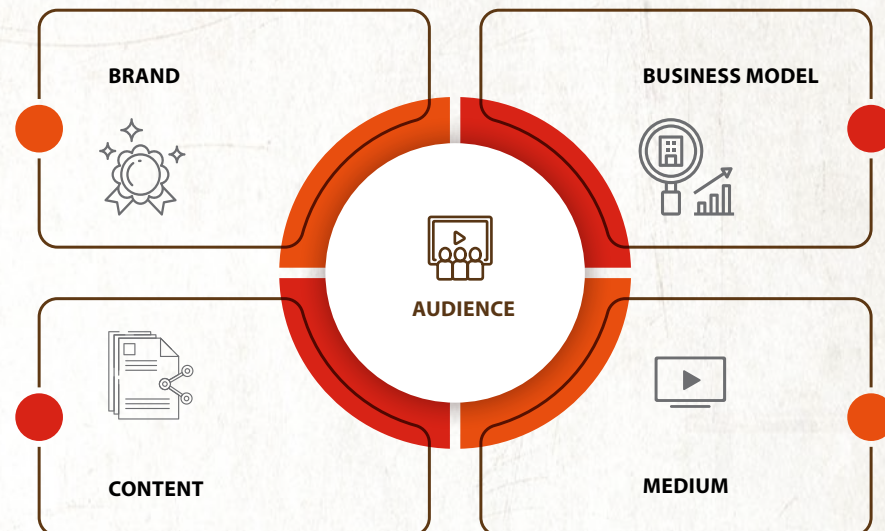 BRAND
BUSINESS MODEL
AUDIENCE
CONTENT
MEDIUM